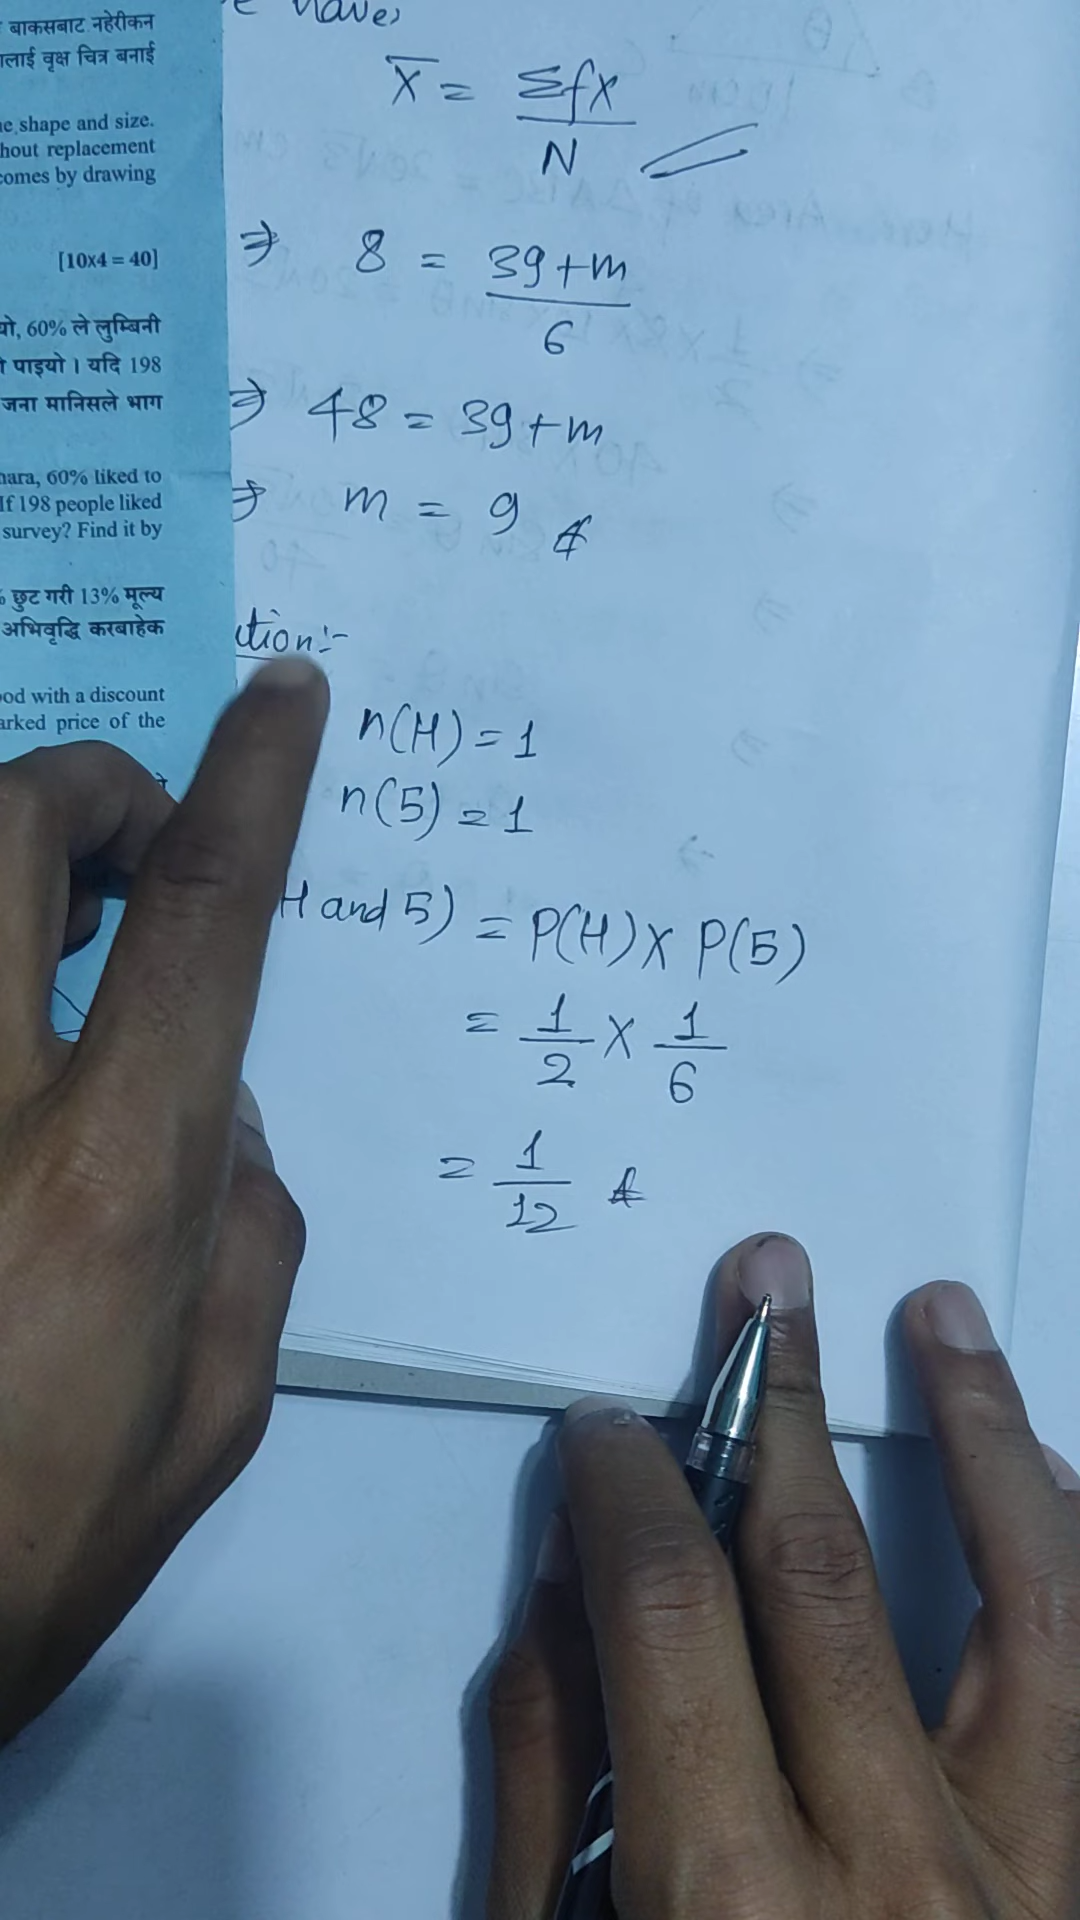 बाकसबाट नहेरीकन
लाई वृक्ष चित्र बनाई
e shape and size.
hout replacement
comes by drawing
[10x4 = 40]
यो, 60% ले लुम्बिनी
पाइयो । यदि 198
जना मानिसले भाग
hara, 60% liked to
If 198 people liked
survey? Find it by
छुट गरी 13% मूल्य
अभिवृद्धि करबाहेक
ood with a discount
arked price of the
e have,
X̄ = Σfx / N
⇒ 8 = 39+m / 6
⇒ 48 = 39+m
⇒ m = 9
ution:-
n(H) = 1
n(5) = 1
H and 5) = P(H) X P(5)
= 1/2 X 1/6
= 1/12